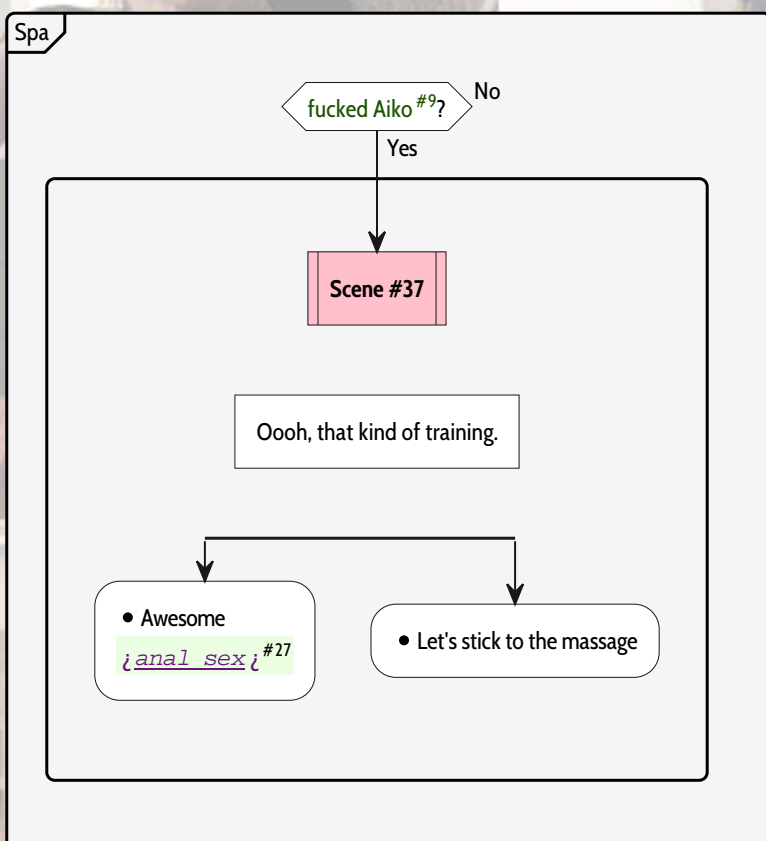 Spa
fucked Aiko #9?
No
Yes
Scene #37
Oooh, that kind of training.
• Awesome
¿anal sex¿#27
• Let's stick to the massage